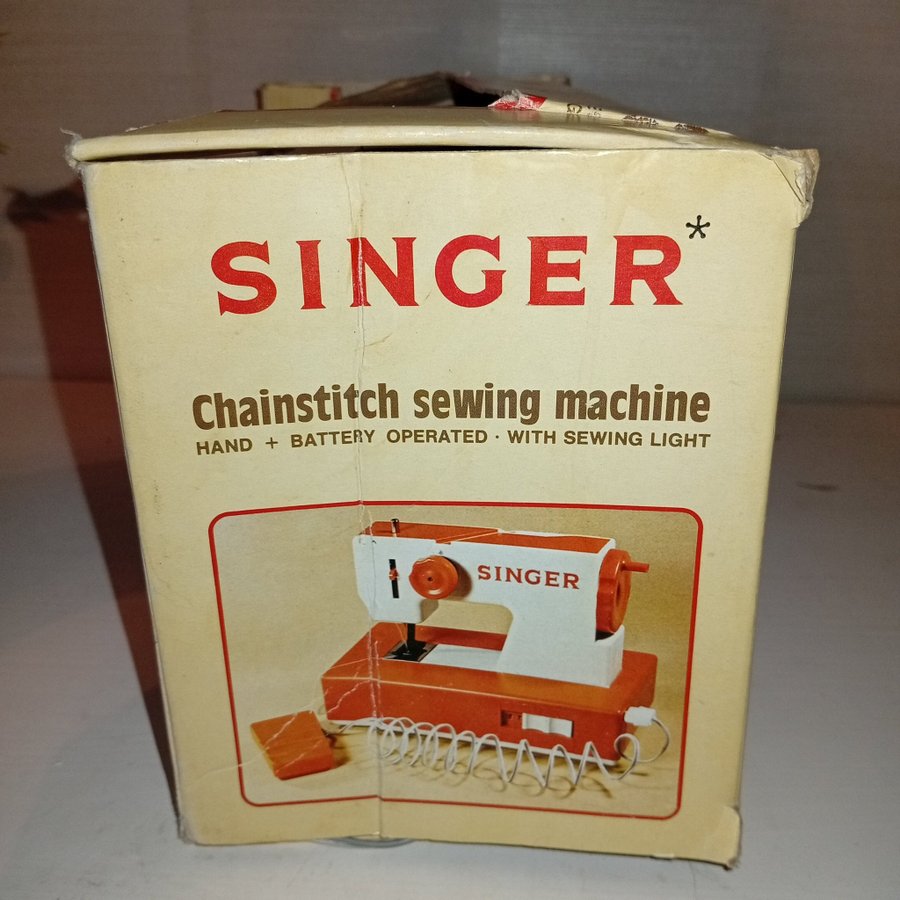 SINGER*
Chainstitch sewing machine
HAND + BATTERY OPERATED · WITH SEWING LIGHT
SINGER